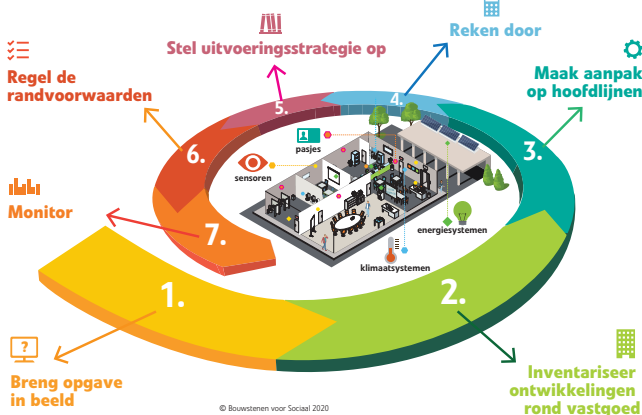 Reken door
Stel uitvoeringsstrategie op
Maak aanpak
op hoofdlijnen
Regel de
randvoorwaarden
Monitor
1.
2.
3.
4.
5.
6.
7.
pasjes
sensoren
energiesystemen
klimaatsystemen
?
Breng opgave
in beeld
Inventariseer
ontwikkelingen
rond vastgoed
© Bouwstenen voor Sociaal 2020